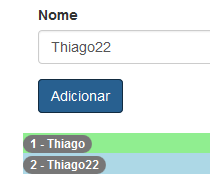 Nome
Thiago22
Adicionar
1 - Thiago
2 - Thiago22